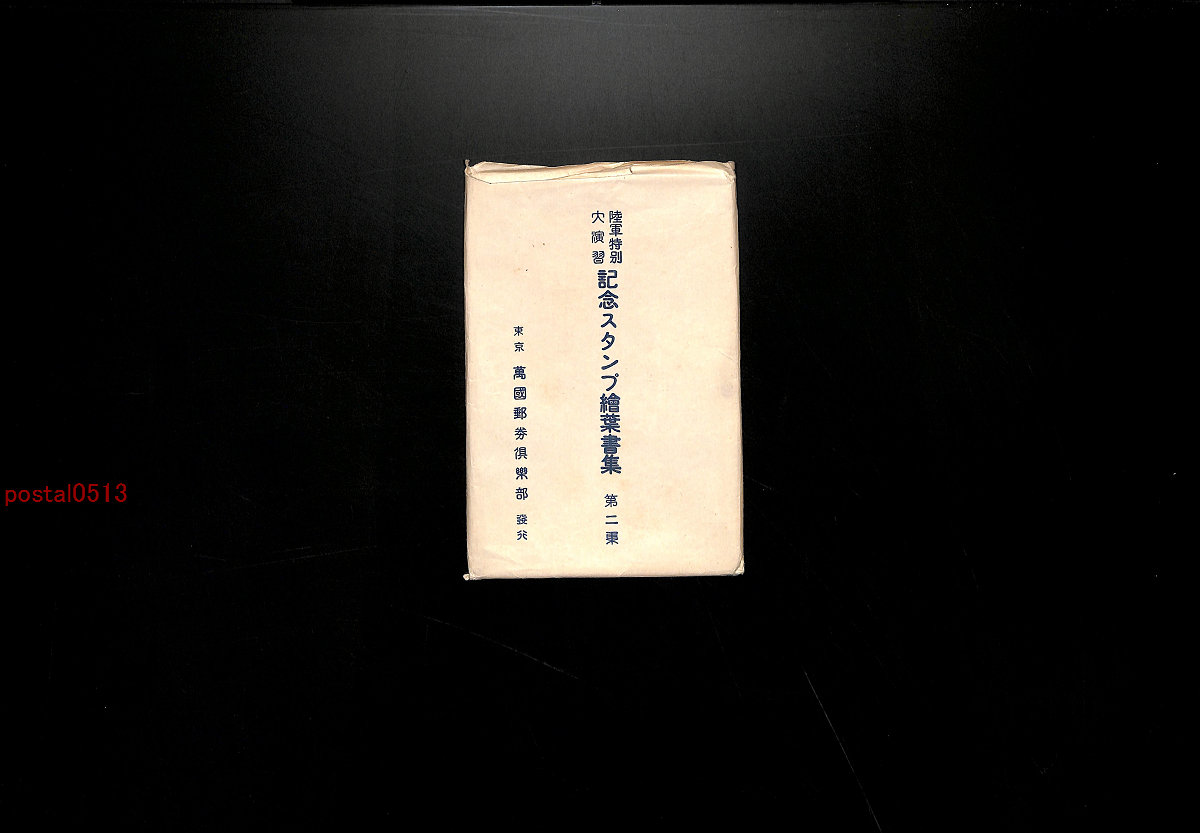 陸軍特別
大演習
記念スタンプ繪葉書集 第二輯
東京 萬國郵券倶樂部 發行
postal0513